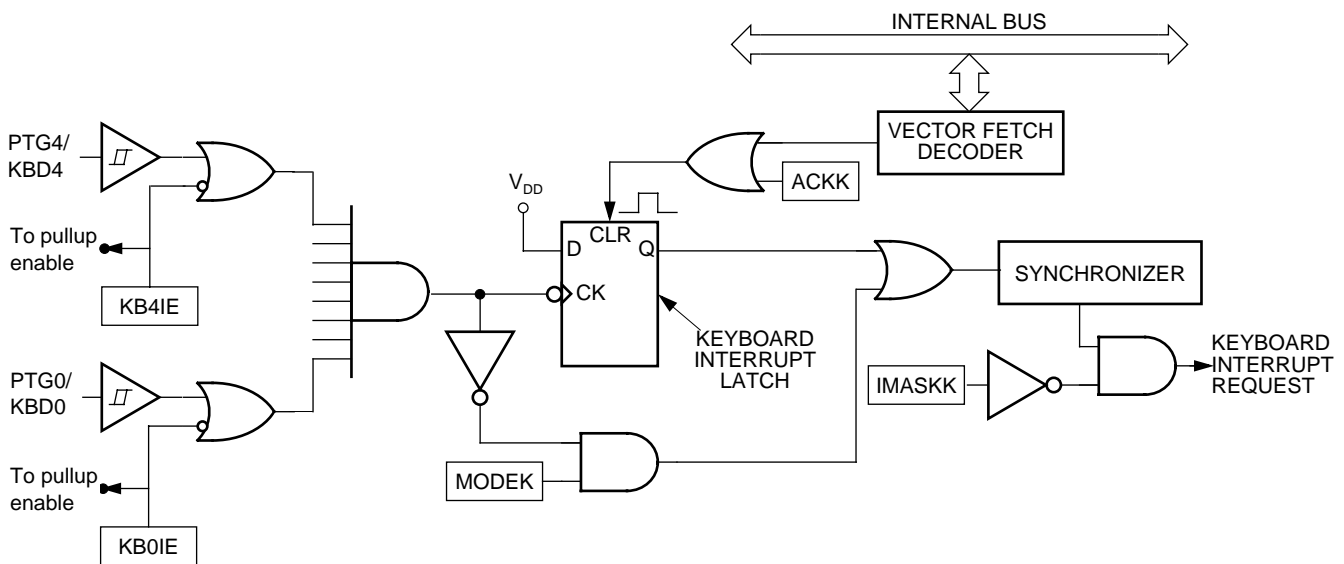 INTERNAL BUS
PTG4/
KBD4
VECTOR FETCH
DECODER
ACKK
VDD
To pullup
enable
D
CLR
Q
CK
SYNCHRONIZER
KB4IE
KEYBOARD
INTERRUPT
LATCH
KEYBOARD
INTERRUPT
REQUEST
PTG0/
KBD0
IMASKK
To pullup
enable
MODEK
KB0IE